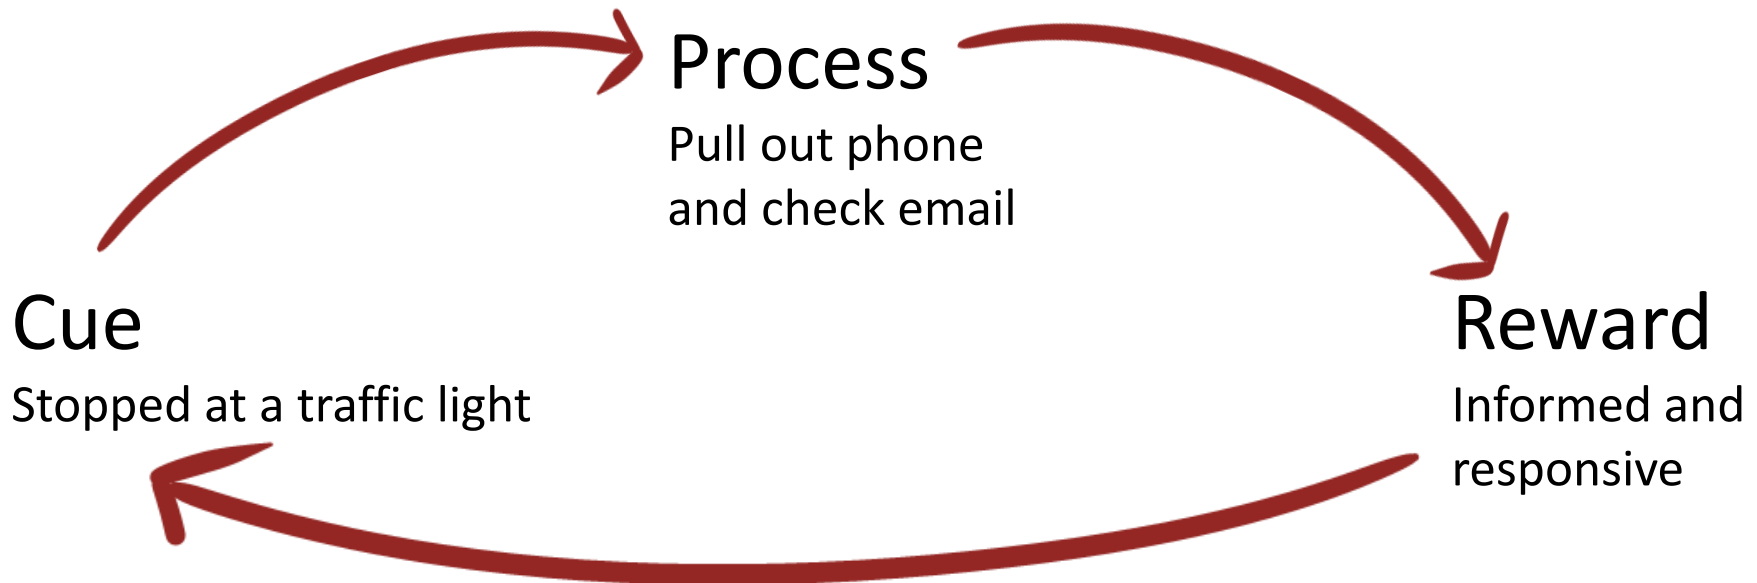 Process
Pull out phone
and check email
Cue
Stopped at a traffic light
Reward
Informed and
responsive